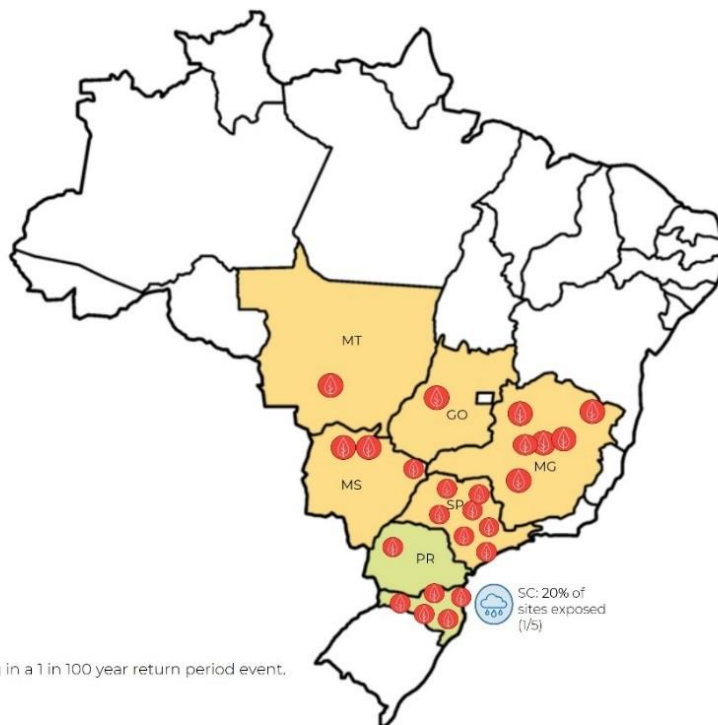 MT
GO
MG
MS
SP
PR
SC: 20% of
sites exposed
(1/5)
in a 1 in 100 year return period event.